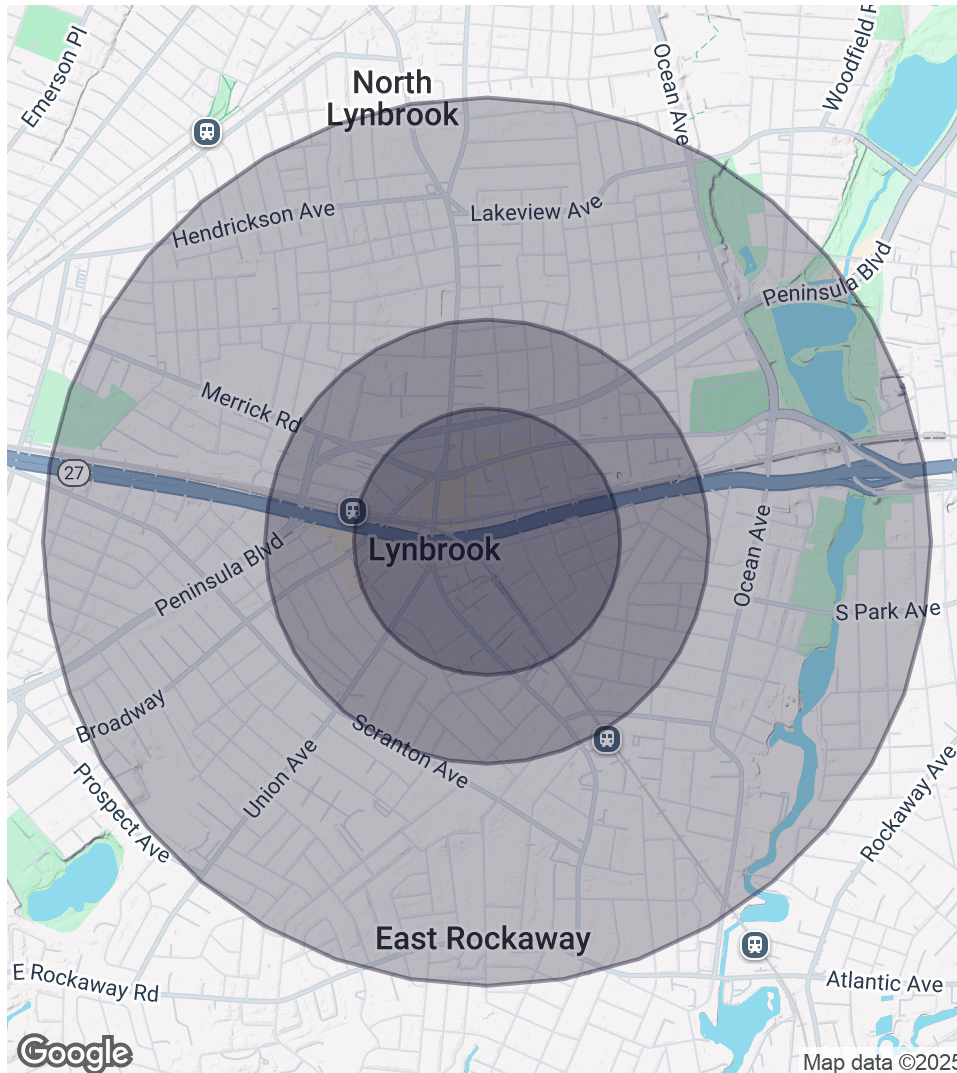 Emerson Pl
North
Lynbrook
Ocean Ave
Woodfield R
Hendrickson Ave
Lakeview Ave
Peninsula Blvd
Merrick Rd
27
Lynbrook
Peninsula Blvd
Ocean Ave
S Park Ave
Broadway
Scranton Ave
Union Ave
Prospect Ave
Rockaway Ave
East Rockaway
E Rockaway Rd
Atlantic Ave
Google
Map data ©2025